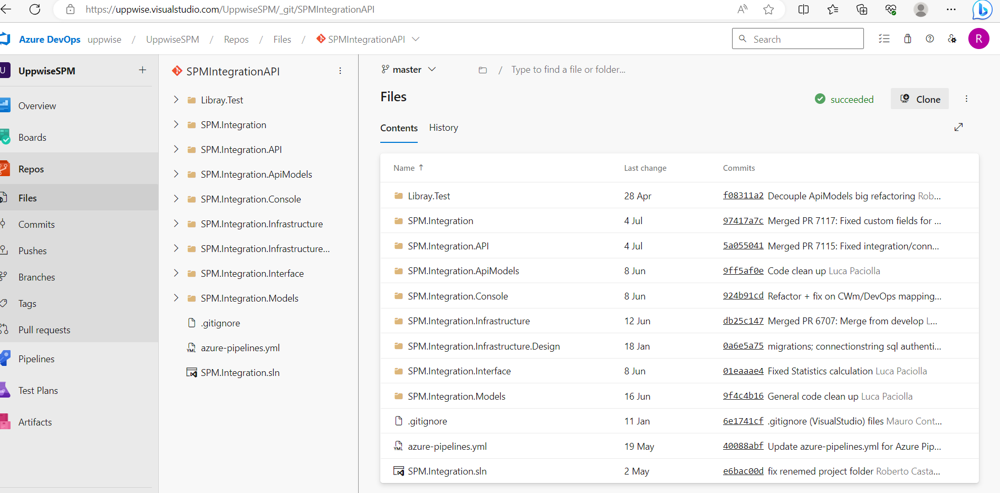 https://uppwise.visualstudio.com/UppwiseSPM/_git/SPMIntegrationAPI
Azure DevOps uppwise / UppwiseSPM / Repos / Files / SPMIntegrationAPI
Search
R
U UppwiseSPM +
Overview
Boards
Repos
Files
Commits
Pushes
Branches
Tags
Pull requests
Pipelines
Test Plans
Artifacts
SPMIntegrationAPI
Libray.Test
SPM.Integration
SPM.Integration.API
SPM.Integration.ApiModels
SPM.Integration.Console
SPM.Integration.Infrastructure
SPM.Integration.Infrastructure...
SPM.Integration.Interface
SPM.Integration.Models
.gitignore
YML azure-pipelines.yml
SPM.Integration.sln
master / Type to find a file or folder...
Files
succeeded Clone
Contents History
Name ↑ Last change Commits
Libray.Test 28 Apr f08311a2 Decouple ApiModels big refactoring Rob...
SPM.Integration 4 Jul 97417a7c Merged PR 7117: Fixed custom fields for ...
SPM.Integration.API 4 Jul 5a055041 Merged PR 7115: Fixed integration/conn...
SPM.Integration.ApiModels 8 Jun 9ff5af0e Code clean up Luca Paciolla
SPM.Integration.Console 8 Jun 924b91cd Refactor + fix on CWm/DevOps mapping...
SPM.Integration.Infrastructure 12 Jun db25c147 Merged PR 6707: Merge from develop L...
SPM.Integration.Infrastructure.Design 18 Jan 0a6e5a75 migrations; connectionstring sql authenti...
SPM.Integration.Interface 8 Jun 01eaaae4 Fixed Statistics calculation Luca Paciolla
SPM.Integration.Models 16 Jun 9f4c4b16 General code clean up Luca Paciolla
.gitignore 11 Jan 6e1741cf .gitignore (VisualStudio) files Mauro Cont...
YML azure-pipelines.yml 19 May 40088abf Update azure-pipelines.yml for Azure Pip...
SPM.Integration.sln 2 May e6bac00d fix renemed project folder Roberto Casta...